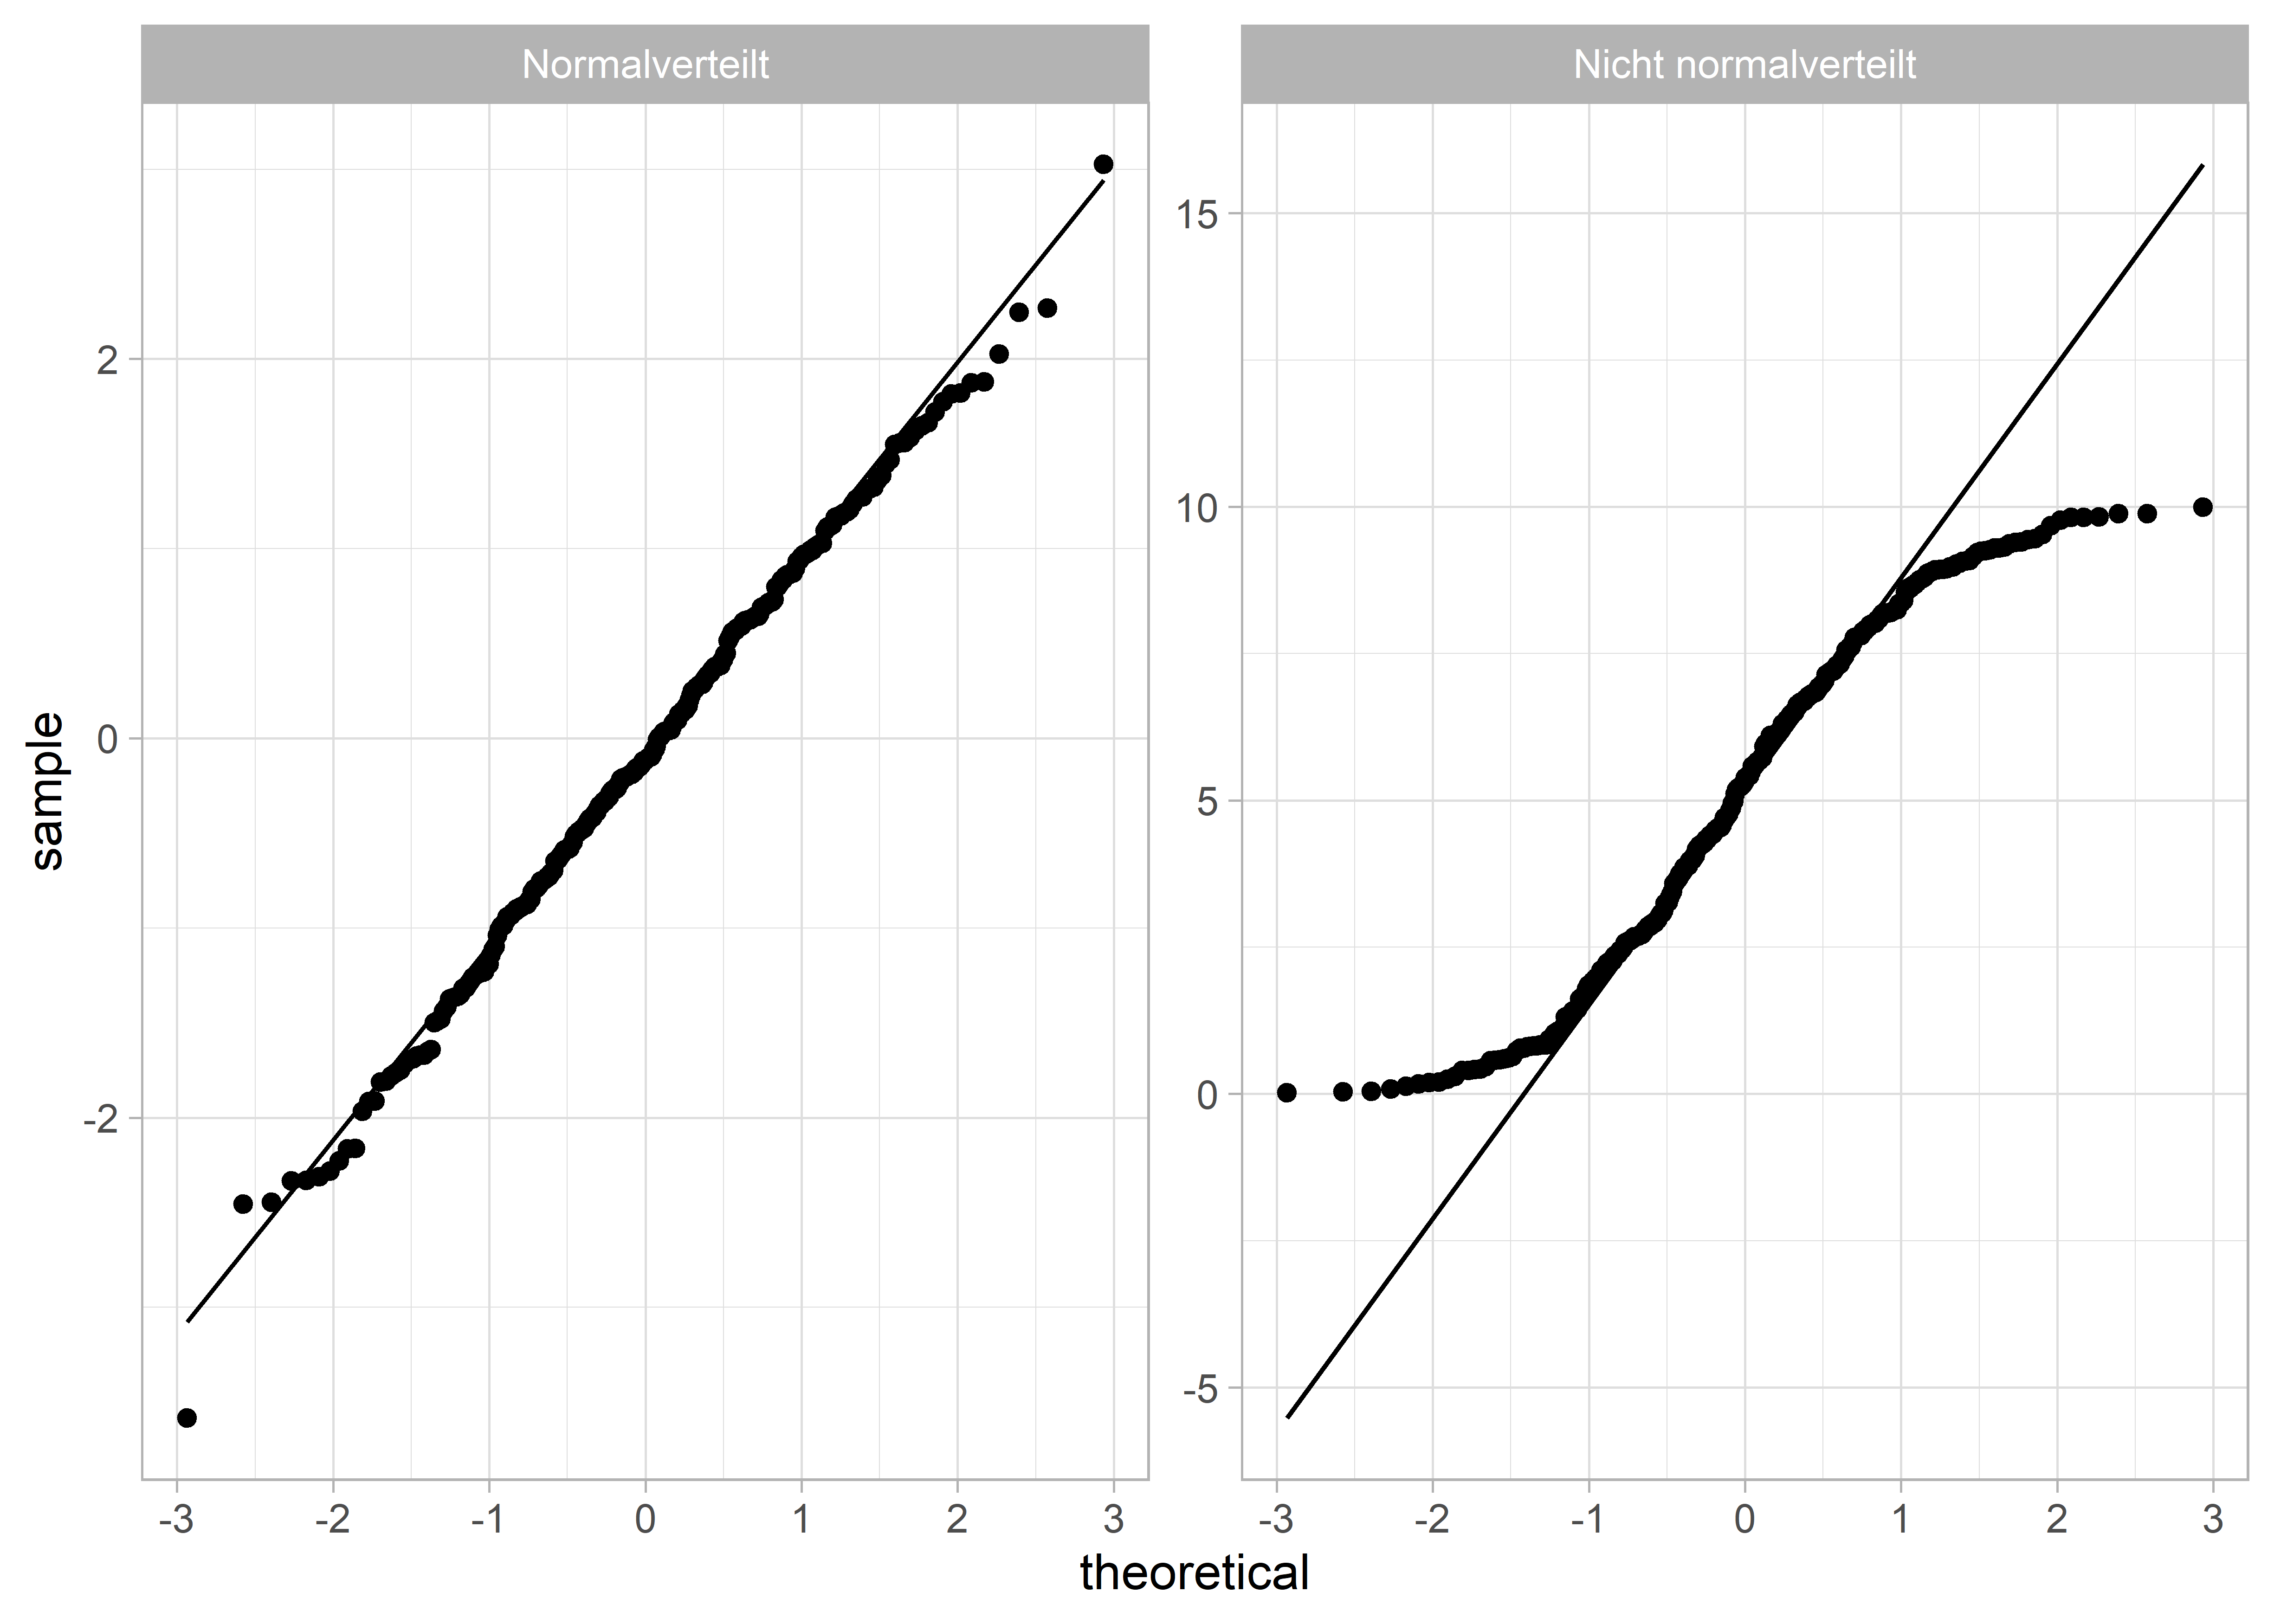 Normalverteilt
Nicht normalverteilt
sample
2
0
-2
15
10
5
0
-5
-3 -2 -1 0 1 2 3
-3 -2 -1 0 1 2 3
theoretical